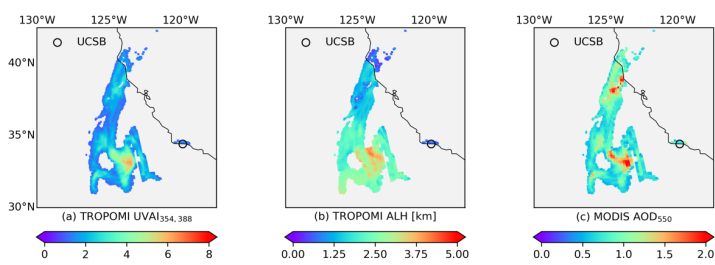 130°W 125°W 120°W 130°W 125°W 120°W 130°W 125°W 120°W
UCSB UCSB UCSB
40°N
35°N
30°N
(a) TROPOMI UVAI354, 388 (b) TROPOMI ALH [km] (c) MODIS AOD550
0 2 4 6 8 0.00 1.25 2.50 3.75 5.00 0.0 0.5 1.0 1.5 2.0